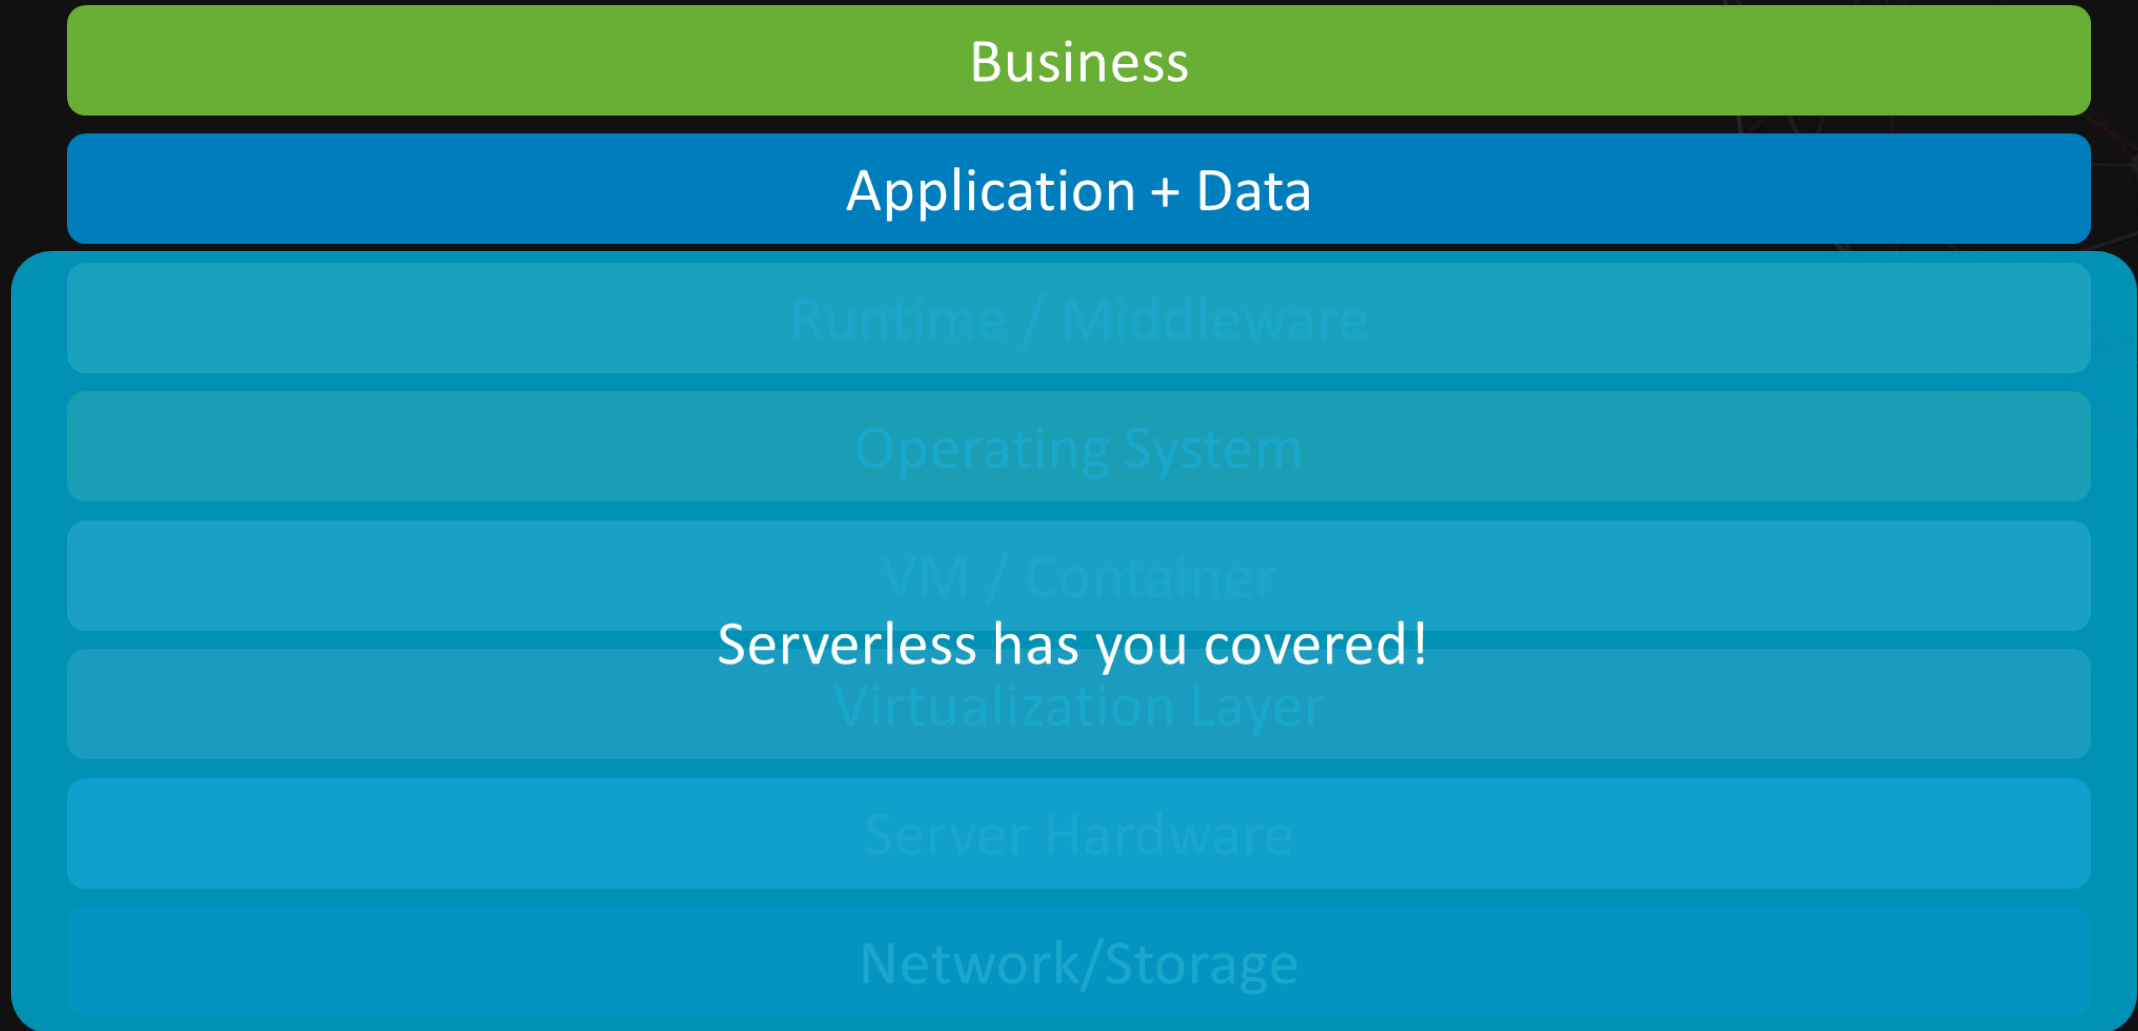 Business
Application + Data
Runtime / Middleware
Operating System
VM / Container
Serverless has you covered!
Virtualization Layer
Server Hardware
Network/Storage